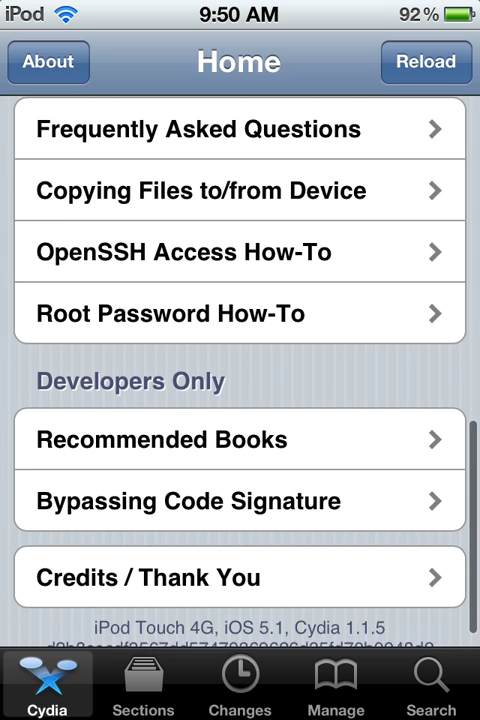 iPod 9:50 AM 92%
About Home Reload
Frequently Asked Questions
Copying Files to/from Device
OpenSSH Access How-To
Root Password How-To
Developers Only
Recommended Books
Bypassing Code Signature
Credits / Thank You
iPod Touch 4G, iOS 5.1, Cydia 1.1.5
Cydia Sections Changes Manage Search